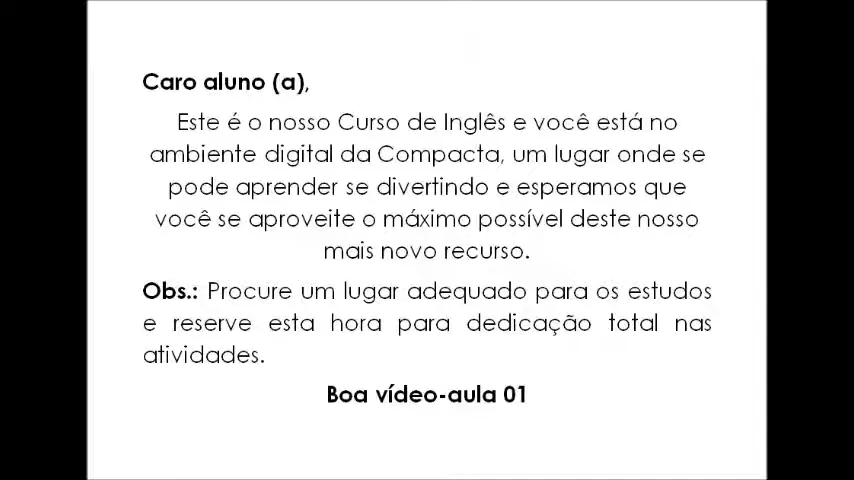 Caro aluno (a),
Este é o nosso Curso de Inglês e você está no
ambiente digital da Compacta, um lugar onde se
pode aprender se divertindo e esperamos que
você se aproveite o máximo possível deste nosso
mais novo recurso.
Obs.: Procure um lugar adequado para os estudos
e reserve esta hora para dedicação total nas
atividades.
Boa vídeo-aula 01